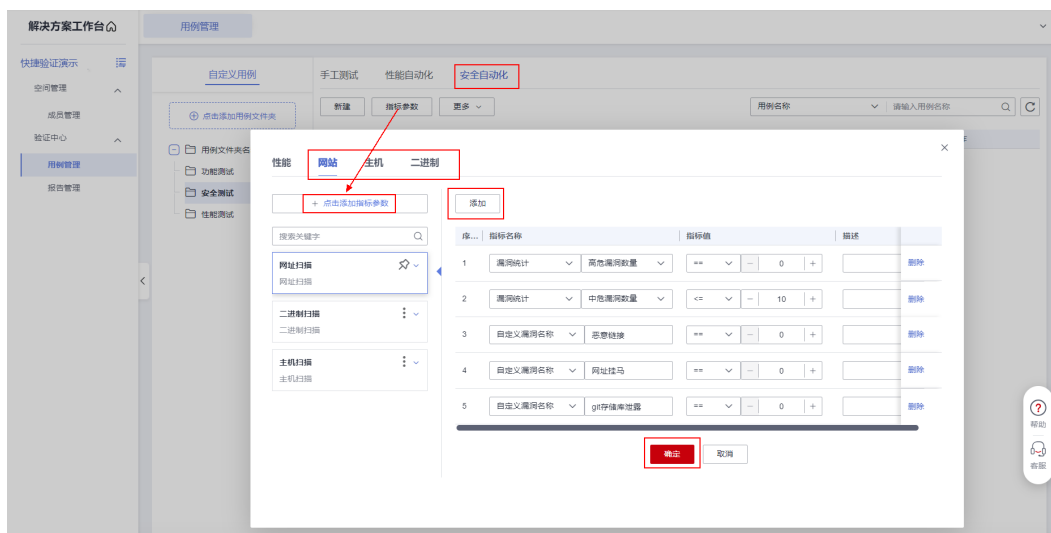 解决方案工作台
用例管理
快捷验证演示
空间管理
成员管理
验证中心
用例管理
报告管理
自定义用例
手工测试 性能自动化 安全自动化
点击添加用例文件夹
新建 指标参数 更多
用例名称 请输入用例名称
用例文件夹名
功能测试
安全测试
性能测试
性能 网站 主机 二进制
+ 点击添加指标参数
添加
搜索关键字
网址扫描
网址扫描
二进制扫描
二进制扫描
主机扫描
主机扫描
序... 指标名称 指标值 描述
1 漏洞统计 高危漏洞数量 == − 0 + 删除
2 漏洞统计 中危漏洞数量 <= − 10 + 删除
3 自定义漏洞名称 恶意链接 == − 0 + 删除
4 自定义漏洞名称 网址挂马 == − 0 + 删除
5 自定义漏洞名称 git存储库泄露 == − 0 + 删除
确定 取消
帮助
客服